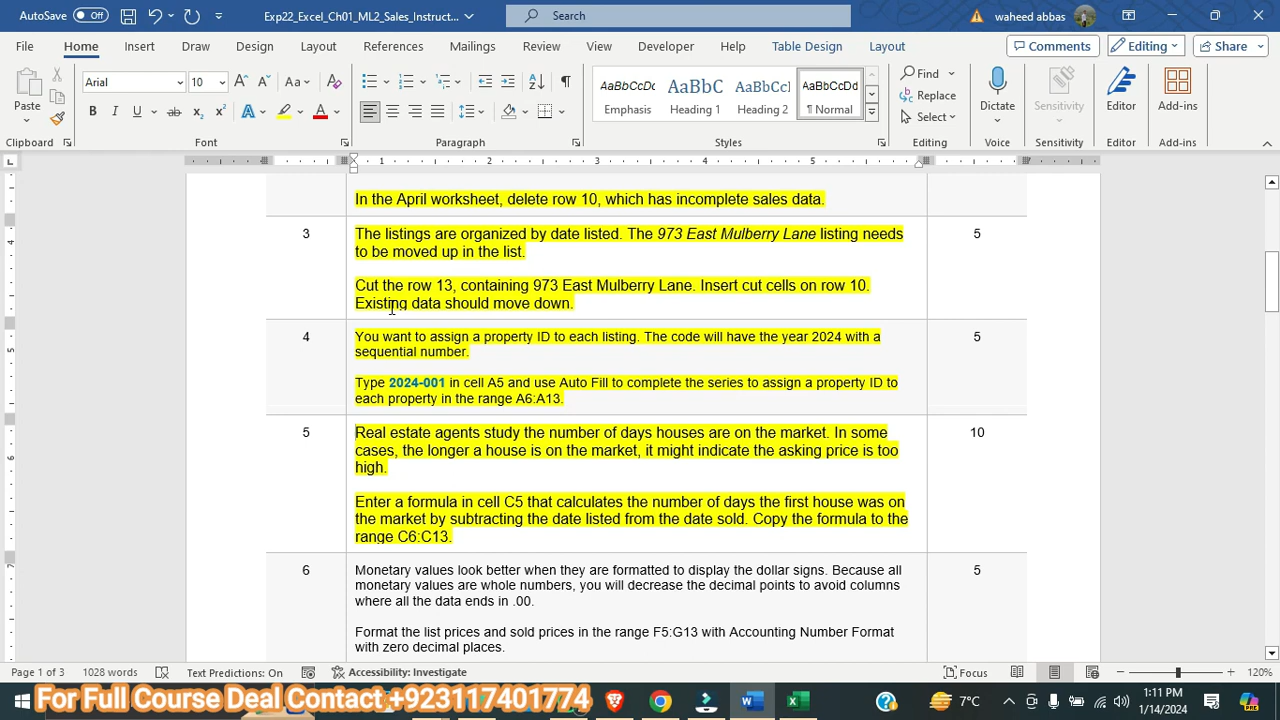 AutoSave Off Exp22_Excel_Ch01_ML2_Sales_Instruct... Search waheed abbas
File Home Insert Draw Design Layout References Mailings Review View Developer Help Table Design Layout Comments Editing Share
Arial 10 A A Aa A
Paste B I U ab x₂ x² A A
AaBbCcDc AaBbC AaBbCcD AaBbCcDd
Emphasis Heading 1 Heading 2 ¶ Normal
Find
Replace
Select
Dictate Sensitivity Editor Add-ins
Clipboard Font Paragraph Styles Editing Voice Sensitivity Editor Add-ins
1 2 3 4 5
In the April worksheet, delete row 10, which has incomplete sales data.
3 The listings are organized by date listed. The 973 East Mulberry Lane listing needs 5
to be moved up in the list.
Cut the row 13, containing 973 East Mulberry Lane. Insert cut cells on row 10.
Existing data should move down.
4 You want to assign a property ID to each listing. The code will have the year 2024 with a 5
sequential number.
Type 2024-001 in cell A5 and use Auto Fill to complete the series to assign a property ID to
each property in the range A6:A13.
5 Real estate agents study the number of days houses are on the market. In some 10
cases, the longer a house is on the market, it might indicate the asking price is too
high.
Enter a formula in cell C5 that calculates the number of days the first house was on
the market by subtracting the date listed from the date sold. Copy the formula to the
range C6:C13.
6 Monetary values look better when they are formatted to display the dollar signs. Because all 5
monetary values are whole numbers, you will decrease the decimal points to avoid columns
where all the data ends in .00.
Format the list prices and sold prices in the range F5:G13 with Accounting Number Format
with zero decimal places.
Page 1 of 3 1028 words Text Predictions: On Accessibility: Investigate Focus 120%
For Full Course Deal Contact +923117401774
7°C 1:11 PM
1/14/2024